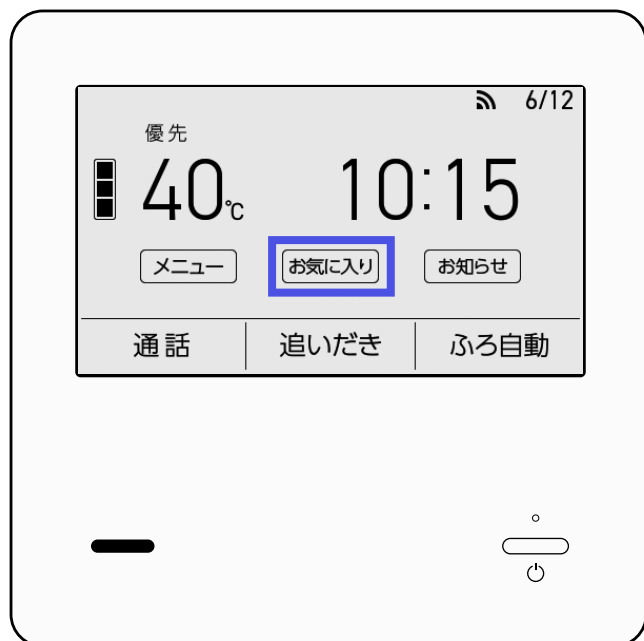 6/12
優先
40℃ 10:15
メニュー お気に入り お知らせ
通話 追いだき ふろ自動